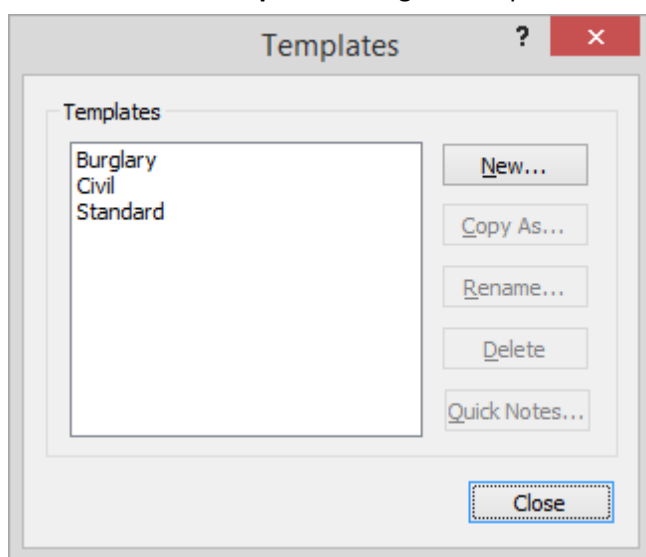 Templates ? ×
Templates
Burglary
Civil
Standard
New...
Copy As...
Rename...
Delete
Quick Notes...
Close